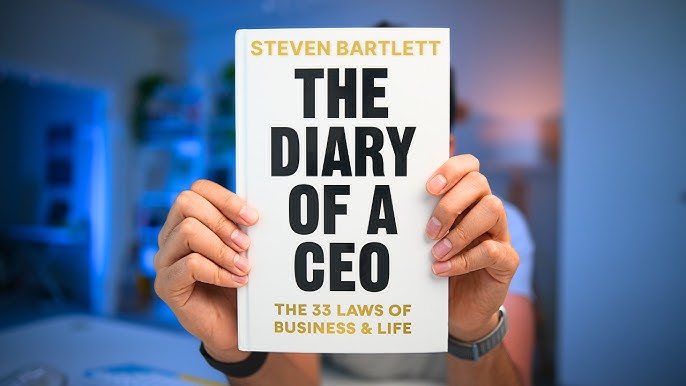 STEVEN BARTLETT
THE
DIARY
OF A
CEO
THE 33 LAWS OF
BUSINESS & LIFE